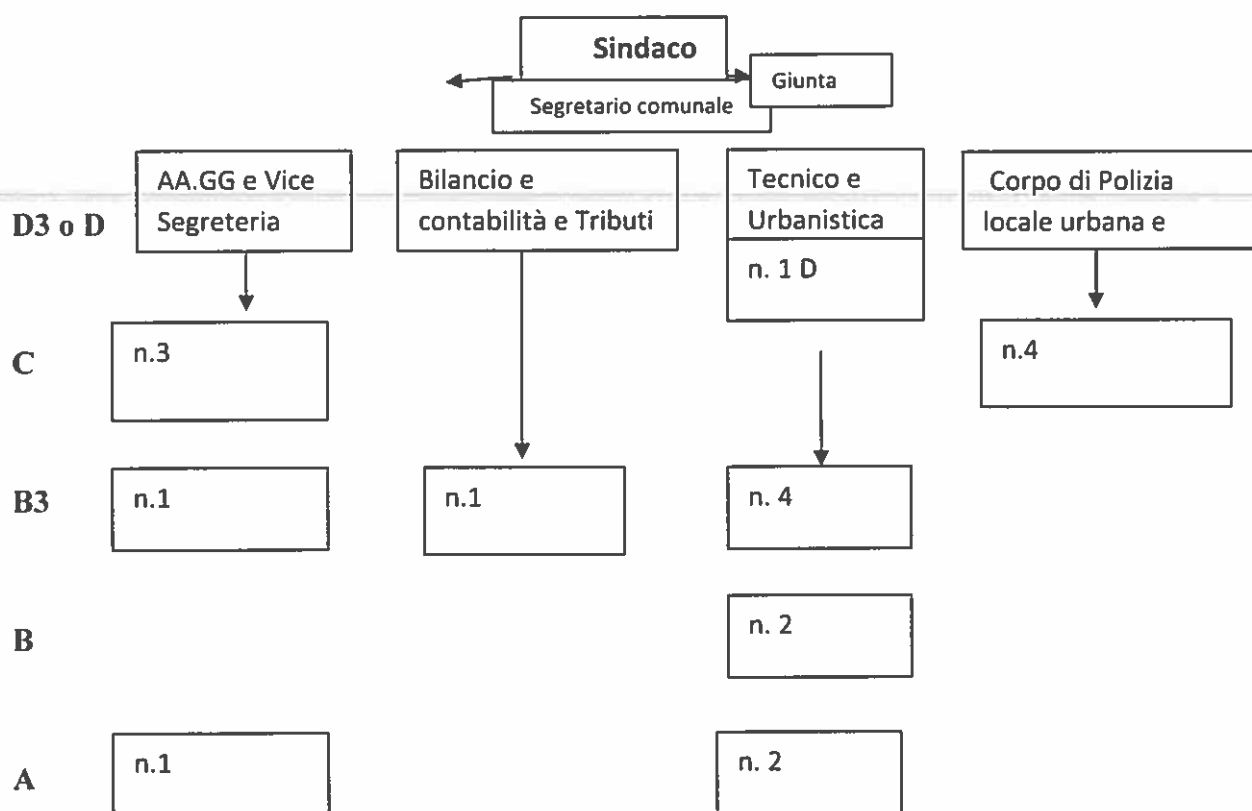 Sindaco
Giunta
Segretario comunale
AA.GG e Vice
Segreteria
Bilancio e
contabilità e Tributi
Tecnico e
Urbanistica
Corpo di Polizia
locale urbana e
D3 o D
n. 1 D
C
n.3
n.4
B3
n.1
n.1
n. 4
B
n. 2
A
n.1
n. 2